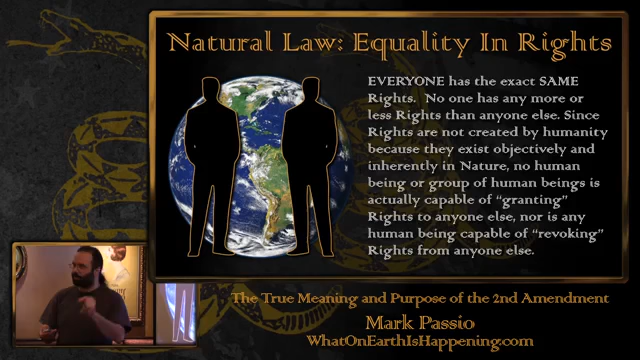 Natural Law: Equality In Rights
EVERYONE has the exact SAME
Rights. No one has any more or
less Rights than anyone else. Since
Rights are not created by humanity
because they exist objectively and
inherently in Nature, no human
being or group of human beings is
actually capable of “granting”
Rights to anyone else, nor is any
human being capable of “revoking”
Rights from anyone else.
The True Meaning and Purpose of the 2nd Amendment
Mark Passio
WhatOnEarthIsHappening.com